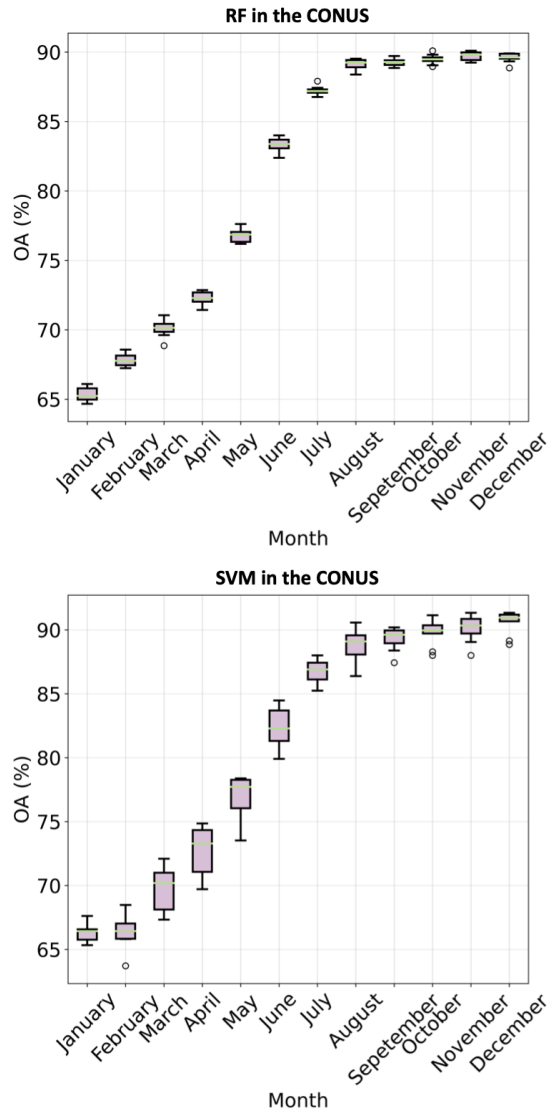 RF in the CONUS
90
85
80
75
70
65
OA (%)
January
February
March
April
May
June
July
August
Sepetember
October
November
December
Month
SVM in the CONUS
90
85
80
75
70
65
OA (%)
January
February
March
April
May
June
July
August
Sepetember
October
November
December
Month